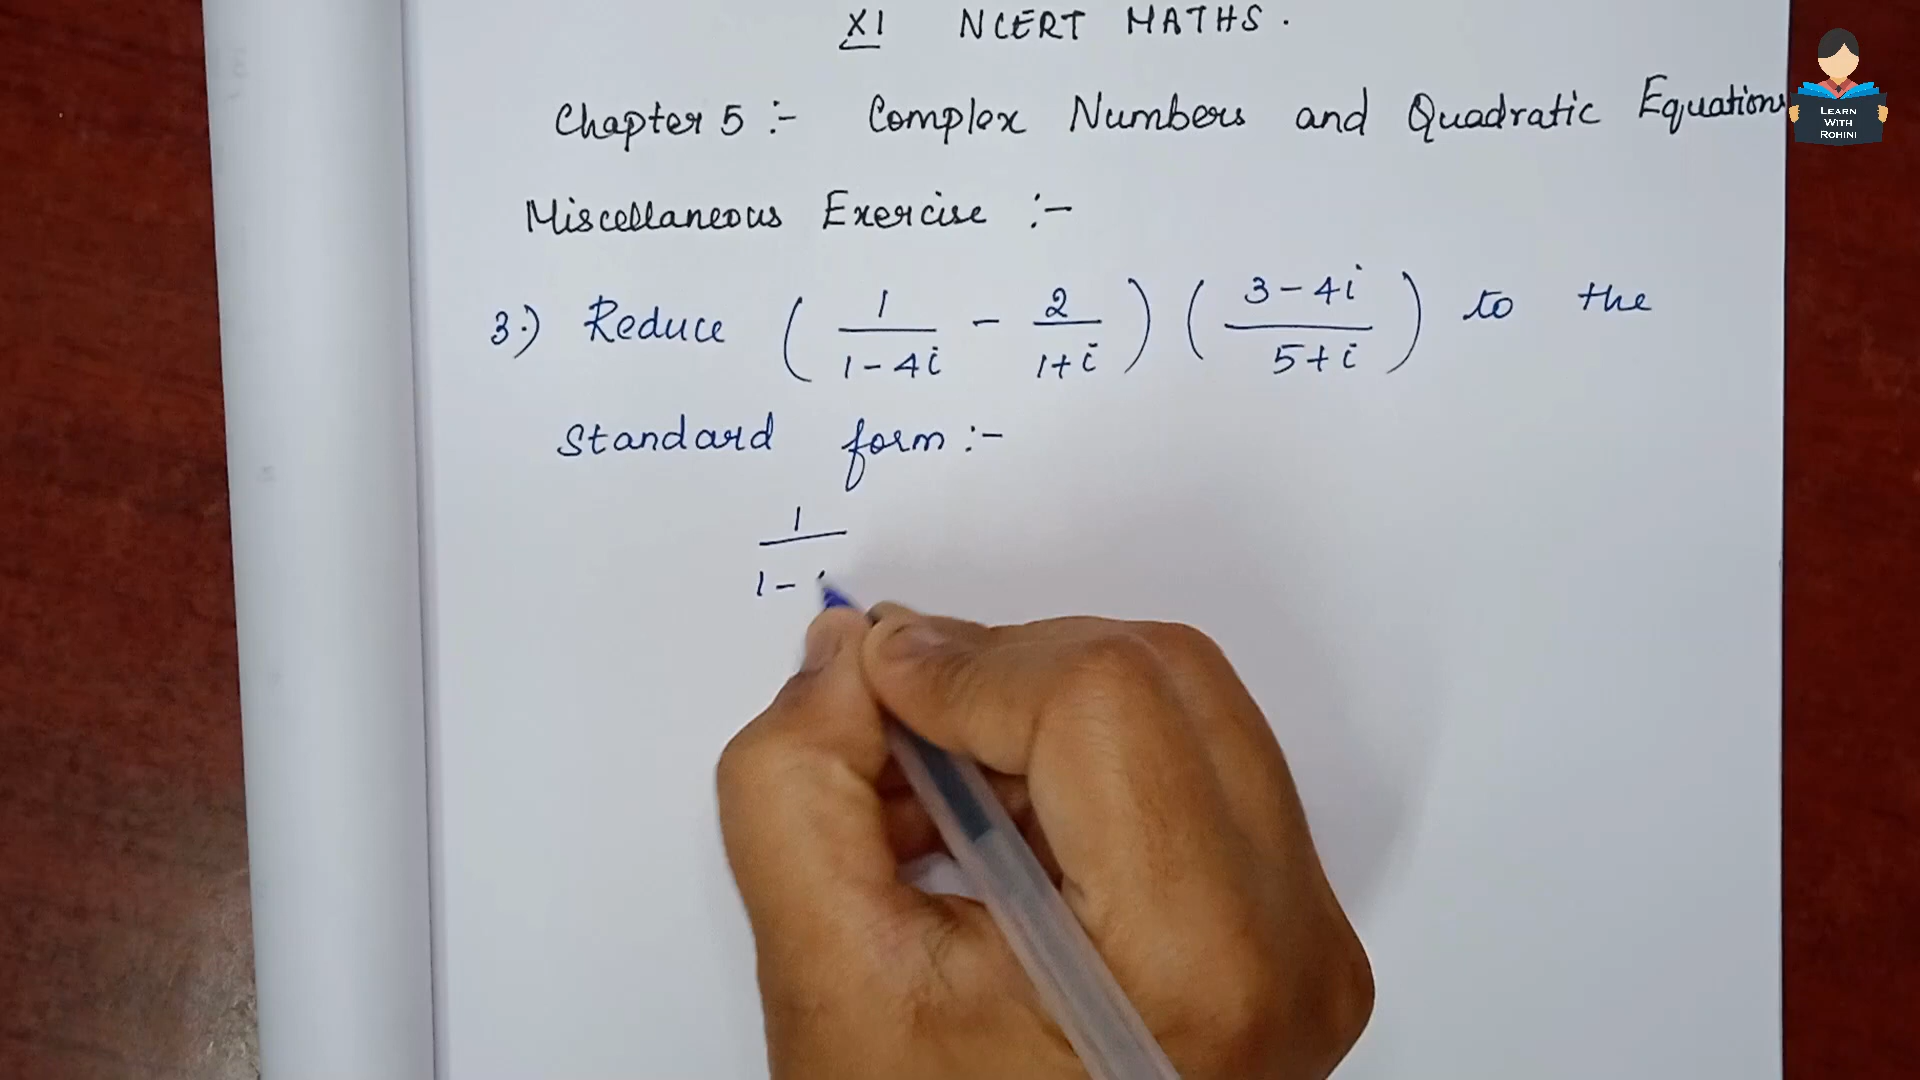 XI NCERT MATHS.
Chapter 5 :- Complex Numbers and Quadratic Equations
Miscellaneous Exercise :-
3.) Reduce ( 1/(1-4i) - 2/(1+i) ) ( (3-4i)/(5+i) ) to the
Standard form :-
1
1 -
LEARN
WITH
ROHINI